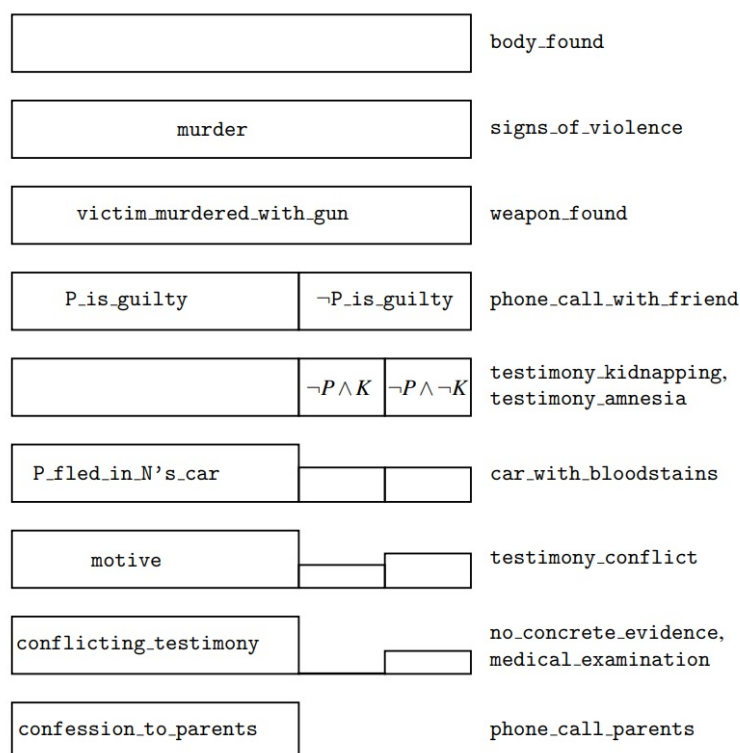 body_found
murder signs_of_violence
victim_murdered_with_gun weapon_found
P_is_guilty ¬P_is_guilty phone_call_with_friend
¬P∧K ¬P∧¬K testimony_kidnapping,
testimony_amnesia
P_fled_in_N's_car car_with_bloodstains
motive testimony_conflict
conflicting_testimony no_concrete_evidence,
medical_examination
confession_to_parents phone_call_parents